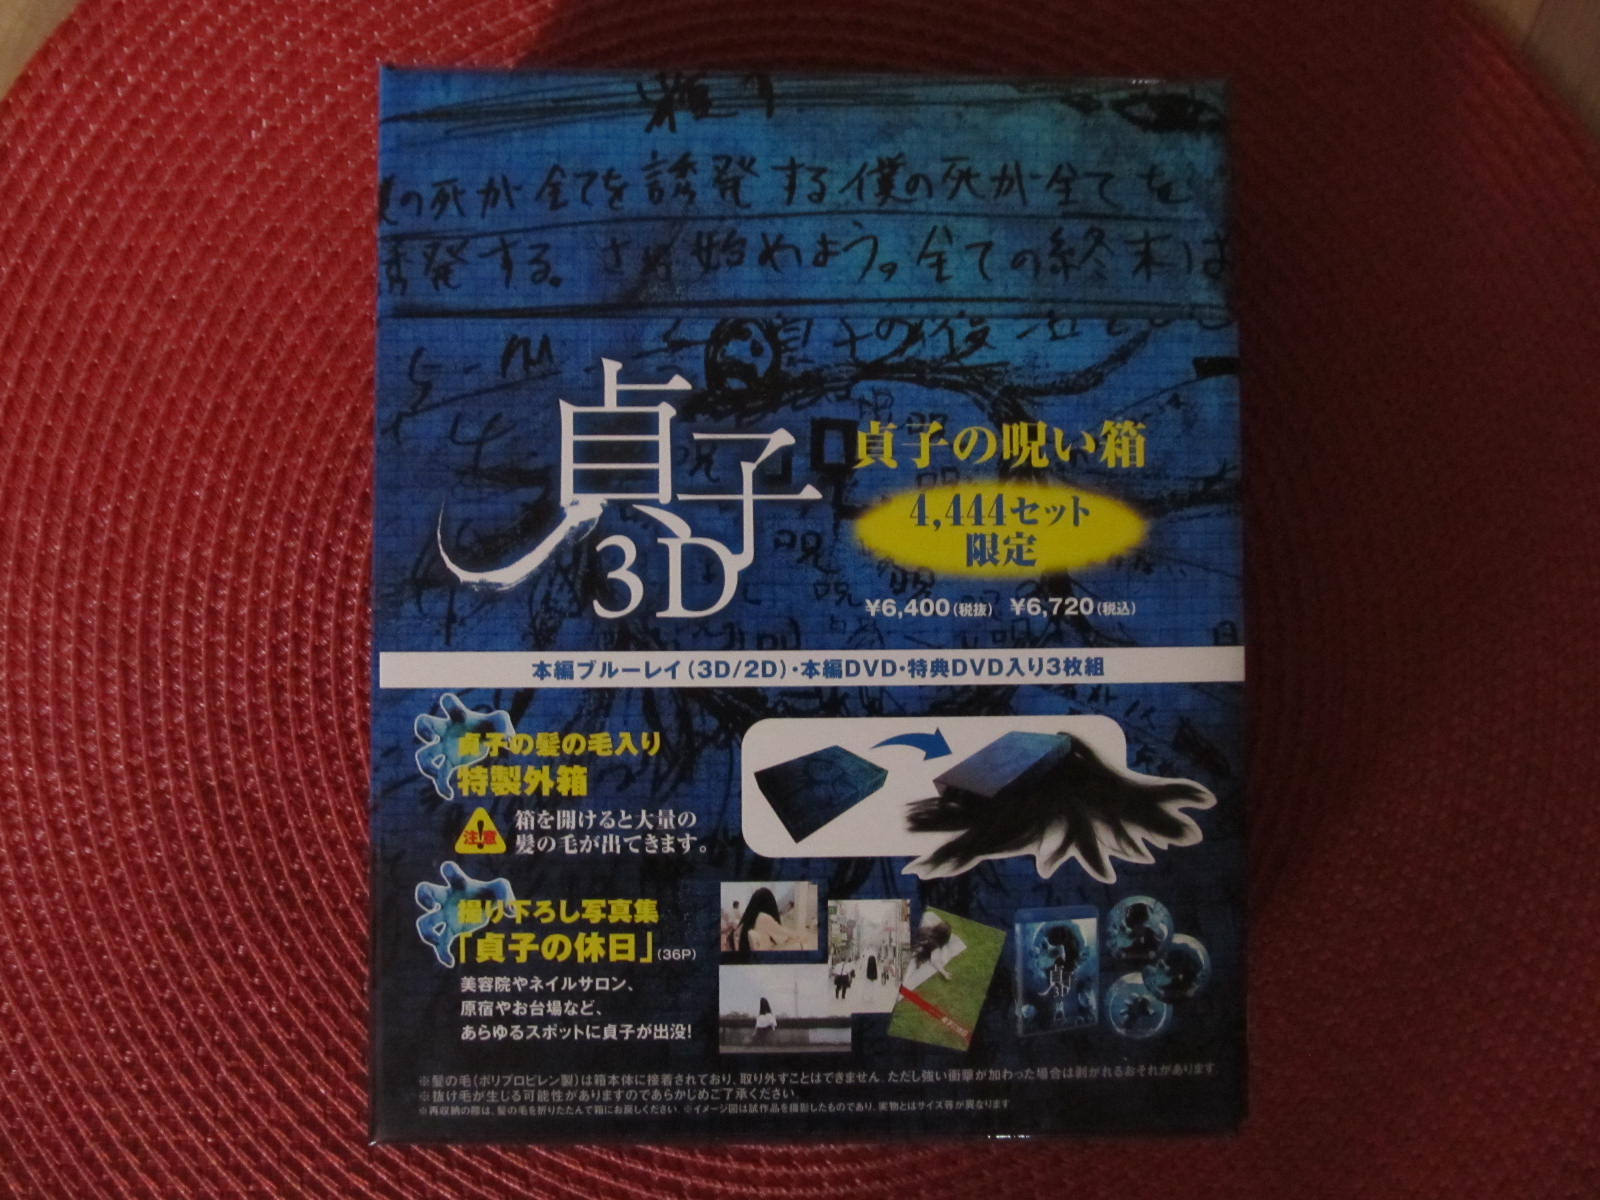 の死が全てを誘発する僕の死が全てを
誘発する。さあ始めよう。全ての終末は
貞子
3D
貞子の呪い箱
4,444セット
限定
¥6,400(税抜) ¥6,720(税込)
本編ブルーレイ(3D/2D)・本編DVD・特典DVD入り3枚組
貞子の髪の毛入り
特製外箱
注意
箱を開けると大量の
髪の毛が出てきます。
撮り下ろし写真集
「貞子の休日」(36P)
美容院やネイルサロン、
原宿やお台場など、
あらゆるスポットに貞子が出没!
貞子
3D
※髪の毛(ポリプロピレン製)は箱本体に接着されており、取り外すことはできません。ただし強い衝撃が加わった場合は剥がれるおそれがあります。
※抜け毛が生じる可能性がありますのであらかじめご了承ください。
※再収納の際は、髪の毛を折りたたんで箱にお戻しください。※イメージ図は試作品を撮影したものであり、実物とはサイズ等が異なります